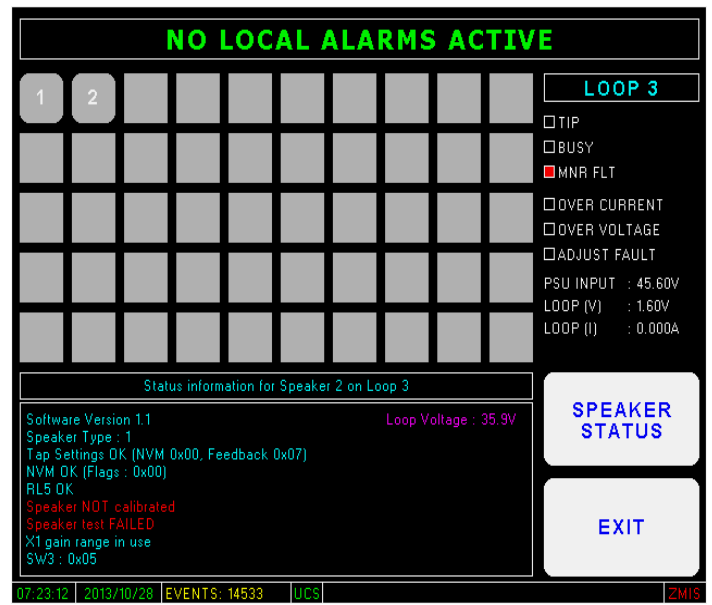 NO LOCAL ALARMS ACTIVE
1 2
LOOP 3
TIP
BUSY
MNR FLT
OVER CURRENT
OVER VOLTAGE
ADJUST FAULT
PSU INPUT : 45.60V
LOOP (V) : 1.60V
LOOP (I) : 0.000A
Status information for Speaker 2 on Loop 3
Software Version 1.1
Loop Voltage : 35.9V
Speaker Type : 1
Tap Settings OK (NVM 0x00, Feedback 0x07)
NVM OK (Flags : 0x00)
RL5 OK
Speaker NOT calibrated
Speaker test FAILED
X1 gain range in use
SW3 : 0x05
SPEAKER
STATUS
EXIT
07:23:12 2013/10/28 EVENTS: 14533 UCS ZMIS